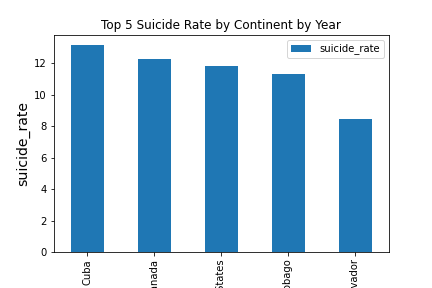 Top 5 Suicide Rate by Continent by Year
suicide_rate
suicide_rate
12
10
8
6
4
2
0
Cuba
nada
States
obago
vador